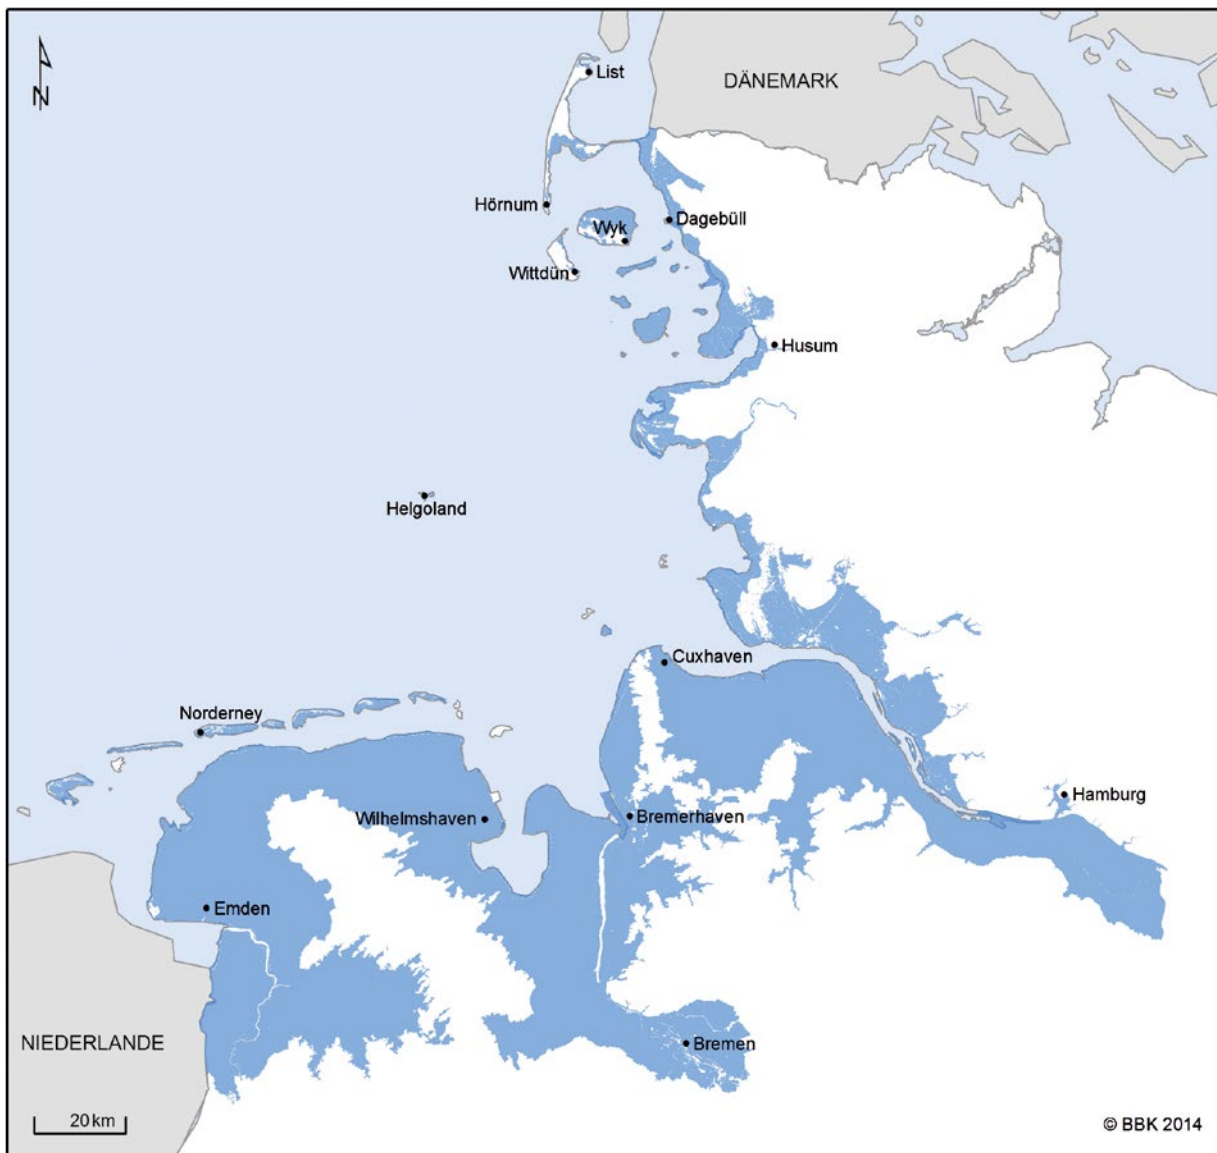 N
List
DÄNEMARK
Hörnum
Dagebüll
Wyk
Wittdün
Husum
Helgoland
Cuxhaven
Norderney
Hamburg
Wilhelmshaven
Bremerhaven
Emden
NIEDERLANDE
Bremen
20 km
© BBK 2014